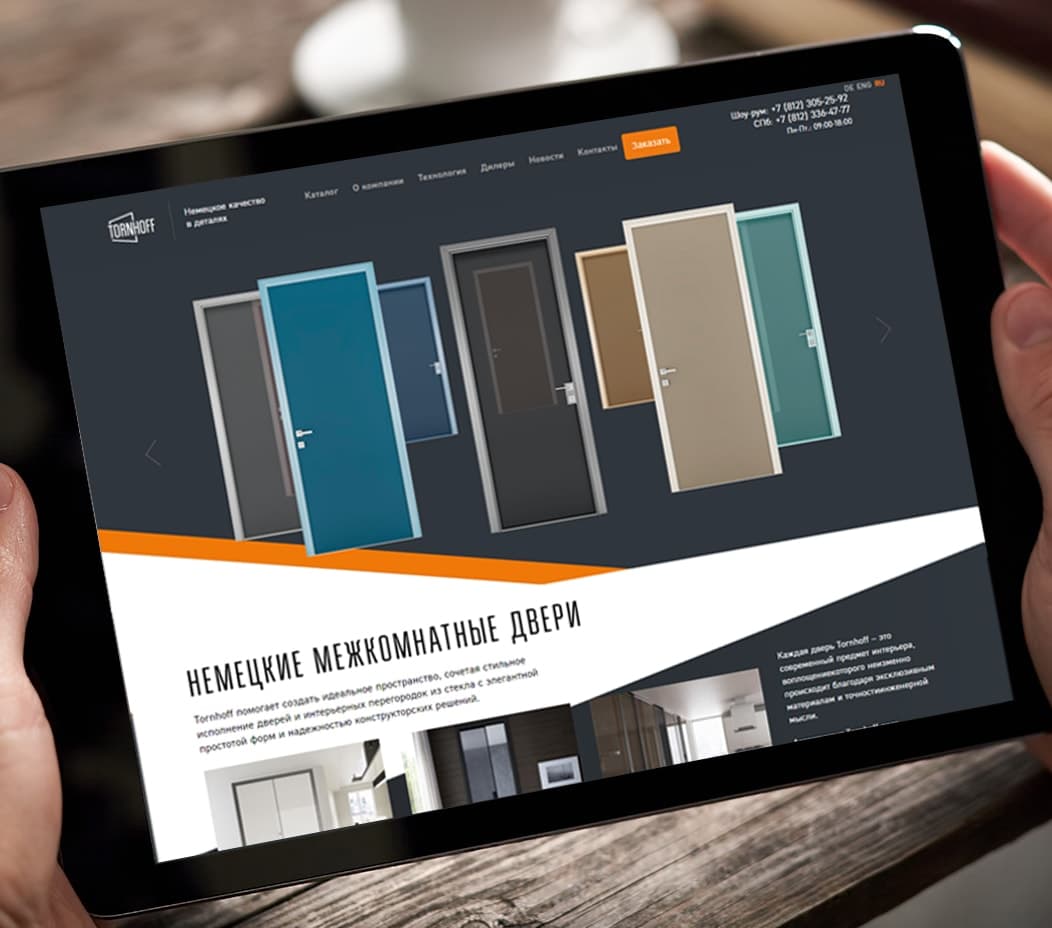 DE ENG RU
Шоу-рум: +7 (812) 305-25-92
СПб: +7 (812) 336-47-77
Пн-Пт.: 09:00-18:00
TORNHOFF
Немецкое качество
в деталях
Каталог О компании Технология Дилеры Новости Контакты Заказать
НЕМЕЦКИЕ МЕЖКОМНАТНЫЕ ДВЕРИ
Tornhoff помогает создать идеальное пространство, сочетая стильное
исполнение дверей и интерьерных перегородок из стекла с элегантной
простотой форм и надежностью конструкторских решений.
Каждая дверь Tornhoff – это
современный предмет интерьера,
воплощениекоторого неизменно
происходит благодаря эксклюзивным
материалам и точностиинженерной
мысли.